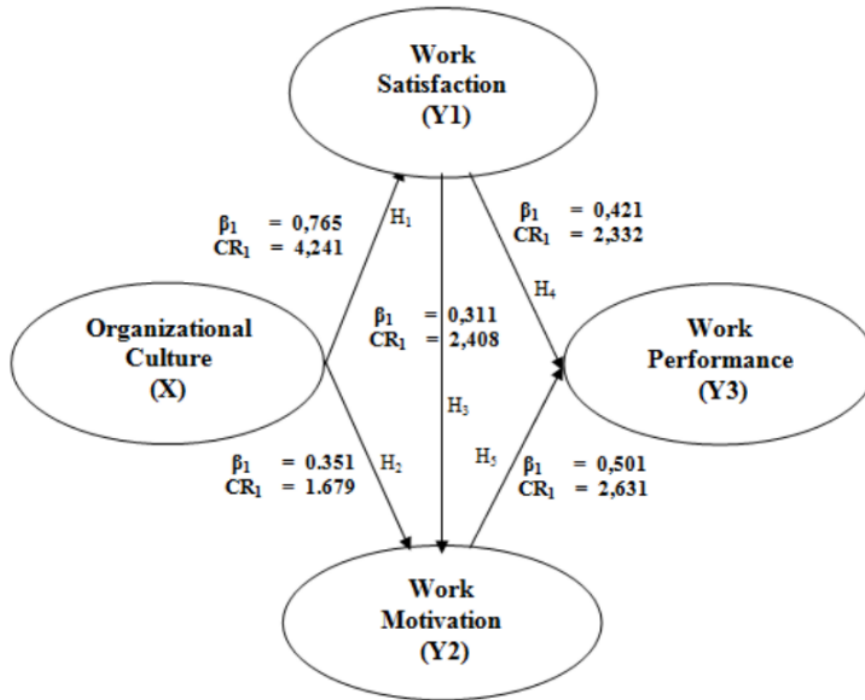 Work
Satisfaction
(Y1)
β₁ = 0,765
CR₁ = 4,241
H₁
β₁ = 0,421
CR₁ = 2,332
H₄
β₁ = 0,311
CR₁ = 2,408
Organizational
Culture
(X)
Work
Performance
(Y3)
H₃
β₁ = 0.351
CR₁ = 1.679
H₂
H₅
β₁ = 0,501
CR₁ = 2,631
Work
Motivation
(Y2)